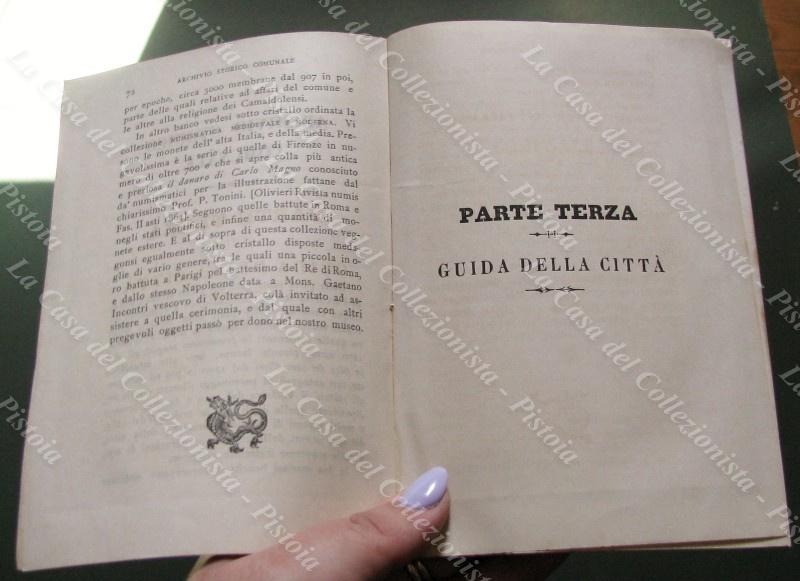 72 ARCHIVIO STORICO COMUNALE
per epoche, circa 3000 membrane dal 907 in poi,
parte delle quali relative ad affari del comune e
le altre alla religione dei Camaldolensi.
In altro banco vedesi sotto cristallo ordinata la
collezione NUMISMATICA MEDIOEVALE E MODERNA. Vi
sono le monete dell'alta Italia, e della media. Pre-
gevolissima è la serie di quelle di Firenze in nu-
mero di oltre 700 e che si apre colla più antica
e preziosa il danaro di Carlo Magno conosciuto
da' numismatici per la illustrazione fattane dal
chiarissimo Prof. P. Tonini. [Olivieri Rivisia numis
Fas. II asti 1865]. Seguono quelle battute in Roma e
negli stati pontifici, e infine una quantità di mo-
nete estere. E al di sopra di questa collezione veg-
gonsi egualmente sotto cristallo disposte meda-
glie di vario genere, tra le quali una piccola in o-
ro battuta a Parigi pel battesimo del Re di Roma,
e dallo stesso Napoleone data a Mons. Gaetano
Incontri vescovo di Volterra, colà invitato ad as-
sistere a quella cerimonia, e dal quale con altri
pregevoli oggetti passò per dono nel nostro museo.
PARTE TERZA
GUIDA DELLA CITTÀ
La Casa del Collezionista - Pistoia